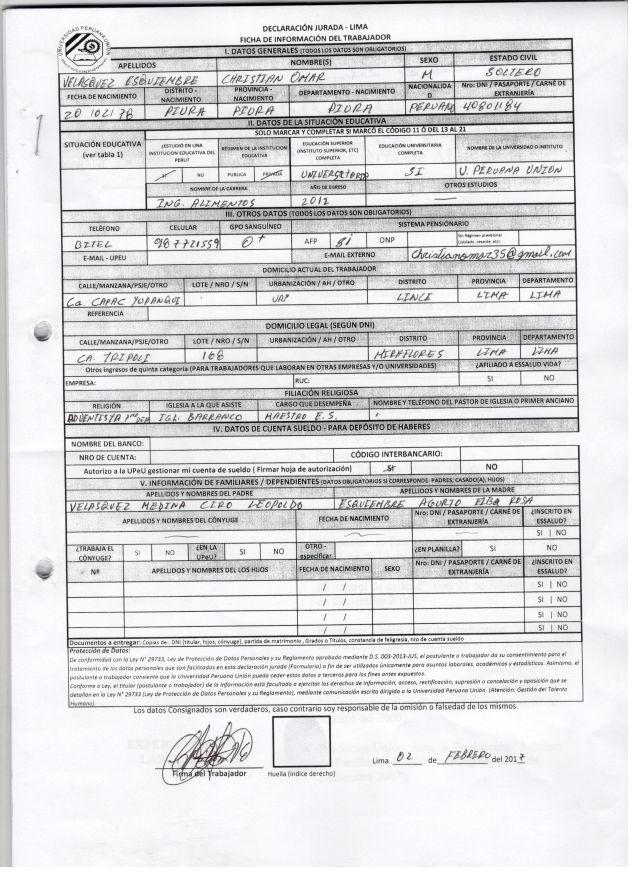 UNIVERSIDAD PERUANA UNIÓN
DECLARACIÓN JURADA - LIMA
FICHA DE INFORMACIÓN DEL TRABAJADOR
I. DATOS GENERALES (TODOS LOS DATOS SON OBLIGATORIOS)
APELLIDOS NOMBRE(S) SEXO ESTADO CIVIL
VELASQUEZ ESQUIEMBRE CHRISTIAN OMAR M SOLTERO
FECHA DE NACIMIENTO DISTRITO - NACIMIENTO PROVINCIA - NACIMIENTO DEPARTAMENTO - NACIMIENTO NACIONALIDAD Nro: DNI / PASAPORTE / CARNÉ DE EXTRANJERÍA
PIURA PIURA PIURA PERUANO 40801184
II. DATOS DE LA SITUACIÓN EDUCATIVA
SOLO MARCAR Y COMPLETAR SI MARCÓ EL CÓDIGO 11 Ó DEL 13 AL 21
SITUACIÓN EDUCATIVA (ver tabla 1) ¿ESTUDIÓ EN UNA INSTITUCION EDUCATIVA DEL PERU? RÉGIMEN DE LA INSTITUCION EDUCATIVA EDUCACIÓN SUPERIOR (INSTITUTO SUPERIOR, ETC) COMPLETA EDUCACIÓN UNIVERSITARIA COMPLETA NOMBRE DE LA UNIVERSIDAD O INSTITUTO
SI NO PUBLICA PRIVADA UNIVERSITARIA SI U. PERUANA UNION
NOMBRE DE LA CARRERA AÑO DE EGRESO OTROS ESTUDIOS
ING. ALIMENTOS 2012 —
III. OTROS DATOS (TODOS LOS DATOS SON OBLIGATORIOS)
TELÉFONO CELULAR GPO SANGUÍNEO SISTEMA PENSIONARIO
BITEL 987721559 O+ AFP si ONP Sin Régimen provisional (Jubilado, cesante, etc).
E-MAIL - UPEU E-MAIL EXTERNO Christianomar35@gmail.com
DOMICILIO ACTUAL DEL TRABAJADOR
CALLE/MANZANA/PSJE/OTRO LOTE / NRO / S/N URBANIZACIÓN / AH / OTRO DISTRITO PROVINCIA DEPARTAMENTO
Ca. CAPAC YUPANQUI LINCE LIMA LIMA
REFERENCIA
DOMICILIO LEGAL (SEGÚN DNI)
CALLE/MANZANA/PSJE/OTRO LOTE / NRO / S/N URBANIZACIÓN / AH / OTRO DISTRITO PROVINCIA DEPARTAMENTO
CA. TRIPOLI 168 MIRAFLORES LIMA LIMA
Otros ingresos de quinta categoria (PARA TRABAJADORES QUE LABORAN EN OTRAS EMPRESAS Y/O UNIVERSIDADES) ¿AFILIADO A ESSALUD VIDA?
EMPRESA: RUC: SI NO
FILIACIÓN RELIGIOSA
RELIGIÓN IGLESIA A LA QUE ASISTE CARGO QUE DESEMPEÑA NOMBRE Y TELÉFONO DEL PASTOR DE IGLESIA O PRIMER ANCIANO
ADVENTISTA IGL. BARRANCO MAESTRO E.S.
IV. DATOS DE CUENTA SUELDO - PARA DEPÓSITO DE HABERES
NOMBRE DEL BANCO:
NRO DE CUENTA: CÓDIGO INTERBANCARIO:
Autorizo a la UPeU gestionar mi cuenta de sueldo ( Firmar hoja de autorización) SI NO
V. INFORMACIÓN DE FAMILIARES / DEPENDIENTES (DATOS OBLIGATORIOS SI CORRESPONDE: PADRES, CASADO(A), HIJOS)
APELLIDOS Y NOMBRES DEL PADRE APELLIDOS Y NOMBRES DE LA MADRE
VELASQUEZ MEDINA CIRO LEOPOLDO ESQUIEMBRE AGURTO ELBA ROSA
APELLIDOS Y NOMBRES DEL CÓNYUGE FECHA DE NACIMIENTO Nro: DNI / PASAPORTE / CARNÉ DE EXTRANJERÍA ¿INSCRITO EN ESSALUD?
SI | NO
¿TRABAJA EL CÓNYUGE? SI NO ¿EN LA UPeU? SI NO OTRO - especificar ¿EN PLANILLA? SI NO
Nº APELLIDOS Y NOMBRES DE LOS HIJOS FECHA DE NACIMIENTO SEXO Nro: DNI / PASAPORTE / CARNÉ DE EXTRANJERÍA ¿INSCRITO EN ESSALUD?
/ / SI | NO
/ / SI | NO
/ / SI | NO
/ / SI | NO
Documentos a entregar: Copias de: DNI (titular, hijos, cónyuge), partida de matrimonio , Grados o Títulos, constancia de feligresia, nro de cuenta sueldo
Protección de Datos:
De conformidad con la Ley N° 29733, Ley de Protección de Datos Personales y su Reglamento aprobado mediante D.S. 003-2013-JUS, el postulante o trabajador da su consentimiento para el
tratamiento de los datos personales que son facilitados en esta declaración jurada (Formulario) a fin de ser utilizados únicamente para asuntos laborales, académicos y estadísticos. Asimismo, el
postulante o trabajador consiente que la Universidad Peruana Unión pueda ceder estos datos a terceros para los fines antes expuestos.
Conforme a Ley, el titular (postulante o trabajador) de la información está facultado a ejercitar los derechos de información, acceso, rectificación, supresión o cancelación y oposición que se
detallan en la Ley N° 29733 (Ley de Protección de Datos Personales y su Reglamento), mediante comunicación escrita dirigida a la Universidad Peruana Unión. (Atención: Gestión del Talento
Humano).
Los datos Consignados son verdaderos, caso contrario soy responsable de la omisión o falsedad de los mismos.
Lima 02 de FEBRERO del 2017
Firma del Trabajador Huella (índice derecho)